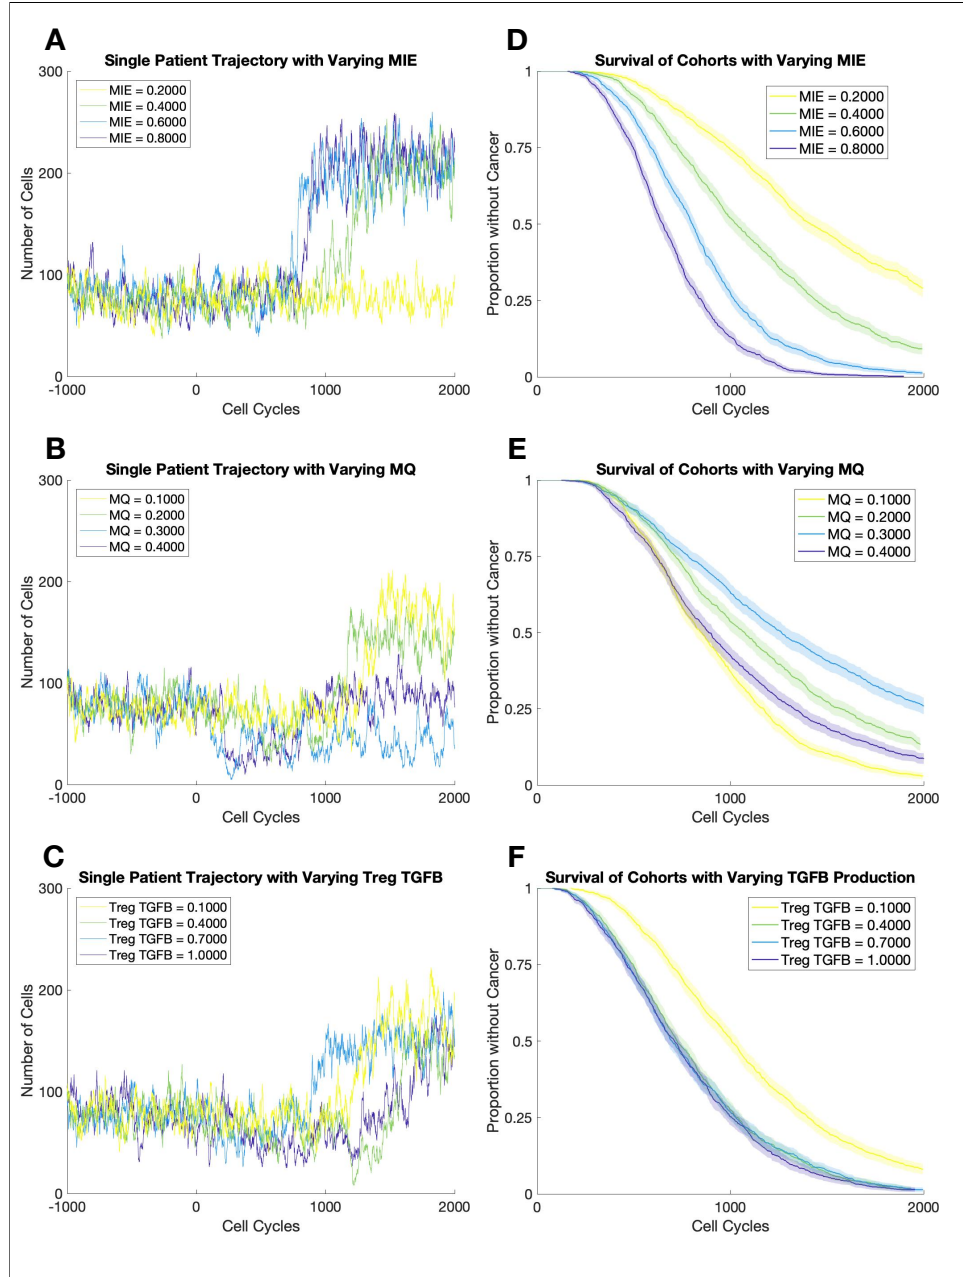 A
Single Patient Trajectory with Varying MIE
300
200
100
0
Number of Cells
MIE = 0.2000
MIE = 0.4000
MIE = 0.6000
MIE = 0.8000
-1000
0
1000
2000
Cell Cycles
D
Survival of Cohorts with Varying MIE
1
0.75
0.5
0.25
0
Proportion without Cancer
MIE = 0.2000
MIE = 0.4000
MIE = 0.6000
MIE = 0.8000
0
1000
2000
Cell Cycles
B
Single Patient Trajectory with Varying MQ
300
200
100
0
Number of Cells
MQ = 0.1000
MQ = 0.2000
MQ = 0.3000
MQ = 0.4000
-1000
0
1000
2000
Cell Cycles
E
Survival of Cohorts with Varying MQ
1
0.75
0.5
0.25
0
Proportion without Cancer
MQ = 0.1000
MQ = 0.2000
MQ = 0.3000
MQ = 0.4000
0
1000
2000
Cell Cycles
C
Single Patient Trajectory with Varying Treg TGFB
300
200
100
0
Number of Cells
Treg TGFB = 0.1000
Treg TGFB = 0.4000
Treg TGFB = 0.7000
Treg TGFB = 1.0000
-1000
0
1000
2000
Cell Cycles
F
Survival of Cohorts with Varying TGFB Production
1
0.75
0.5
0.25
0
Proportion without Cancer
Treg TGFB = 0.1000
Treg TGFB = 0.4000
Treg TGFB = 0.7000
Treg TGFB = 1.0000
0
1000
2000
Cell Cycles